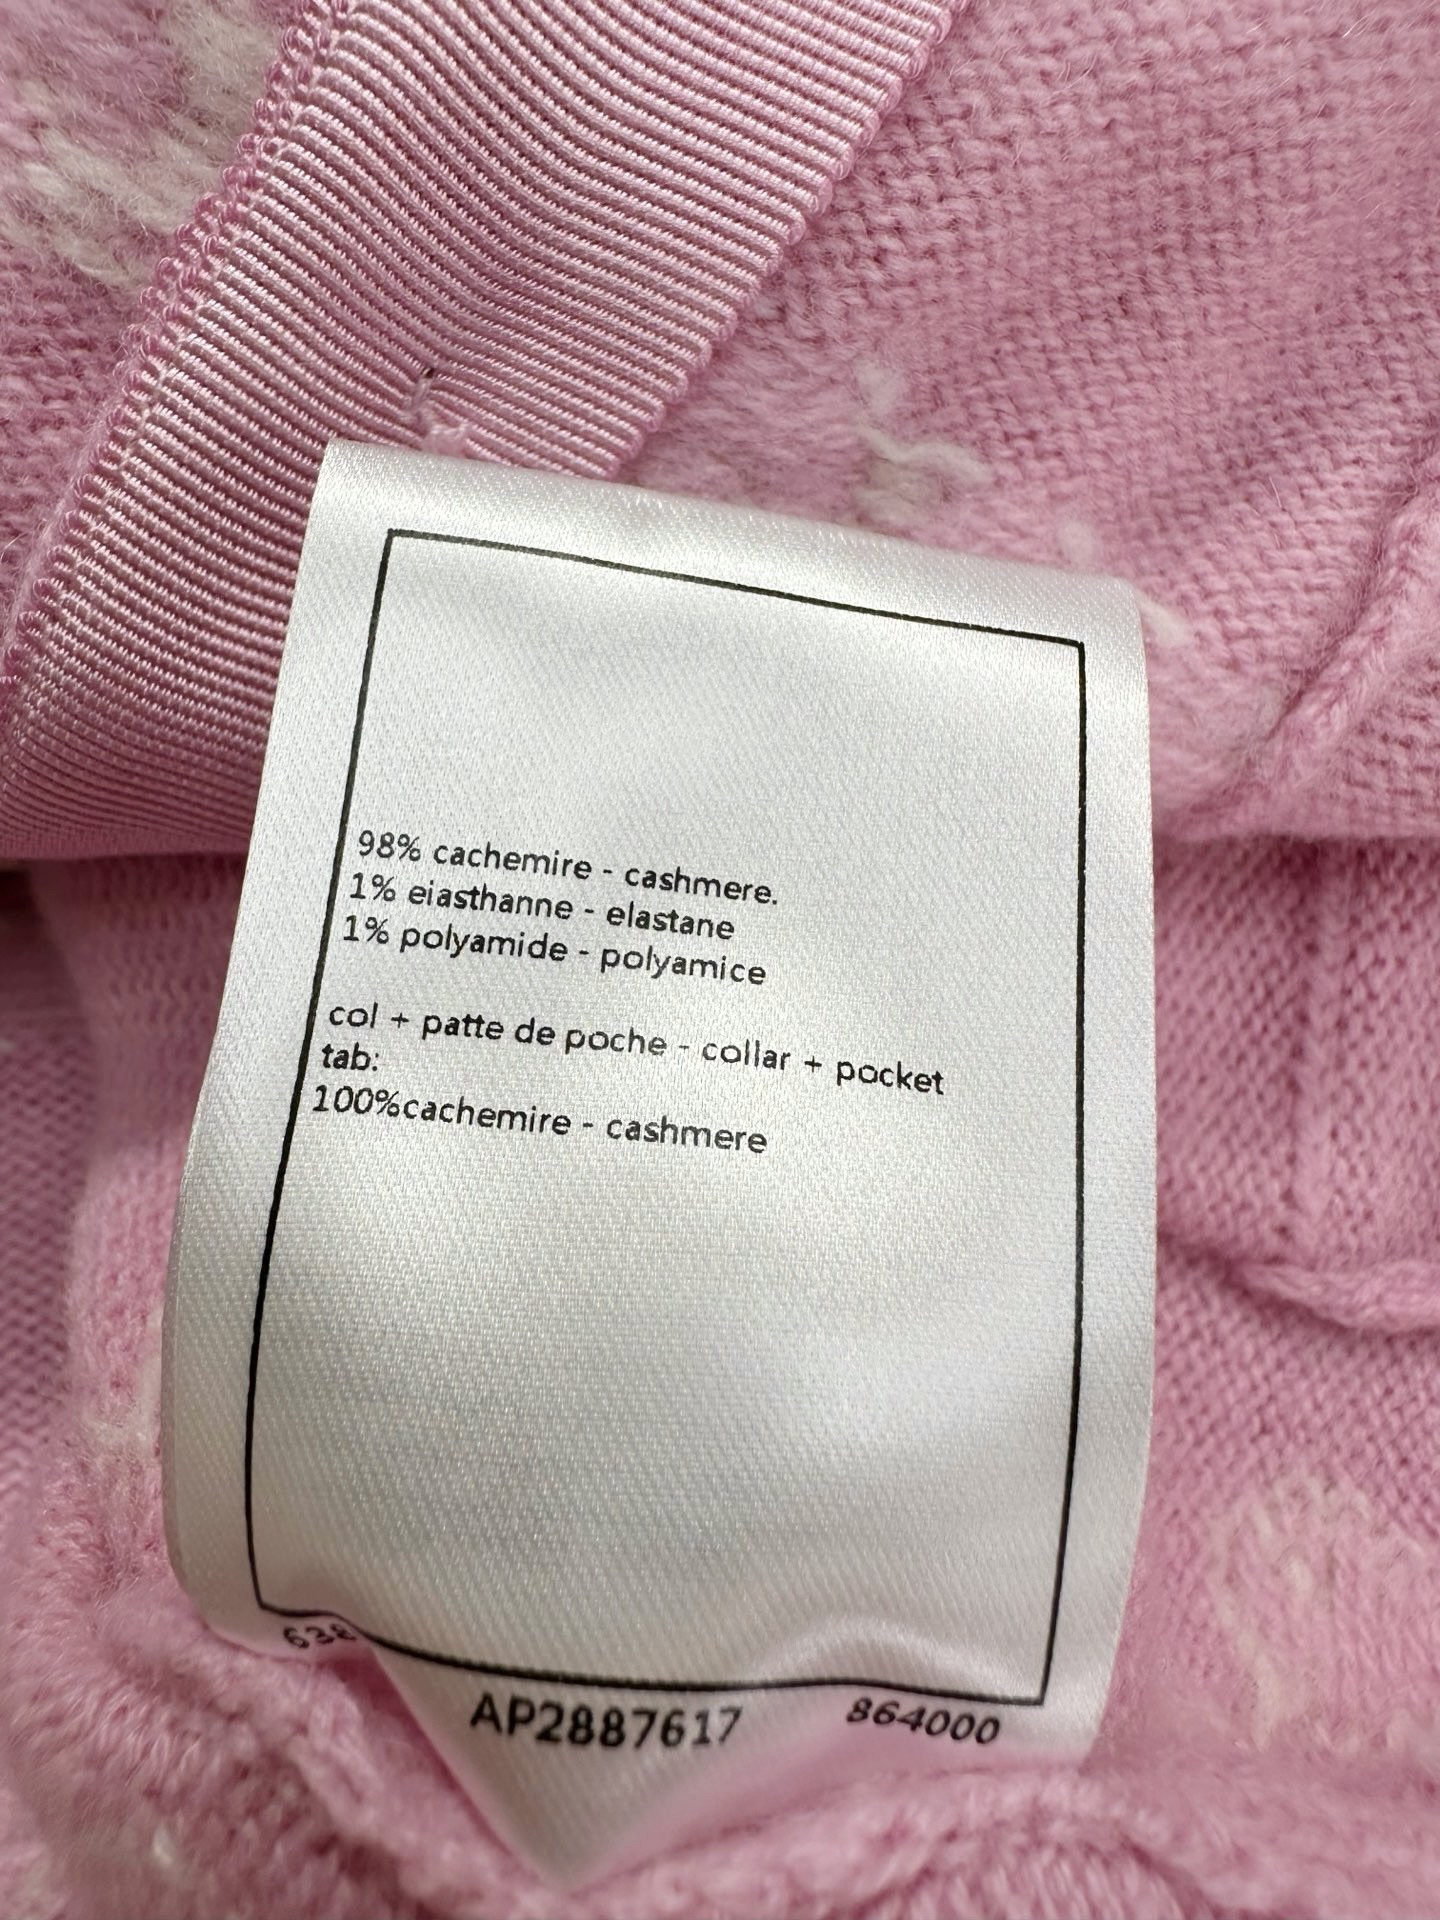 98% cachemire - cashmere.
1% eiasthanne - elastane
1% polyamide - polyamice
col + patte de poche - collar + pocket
tab:
100%cachemire - cashmere
638
AP2887617 864000